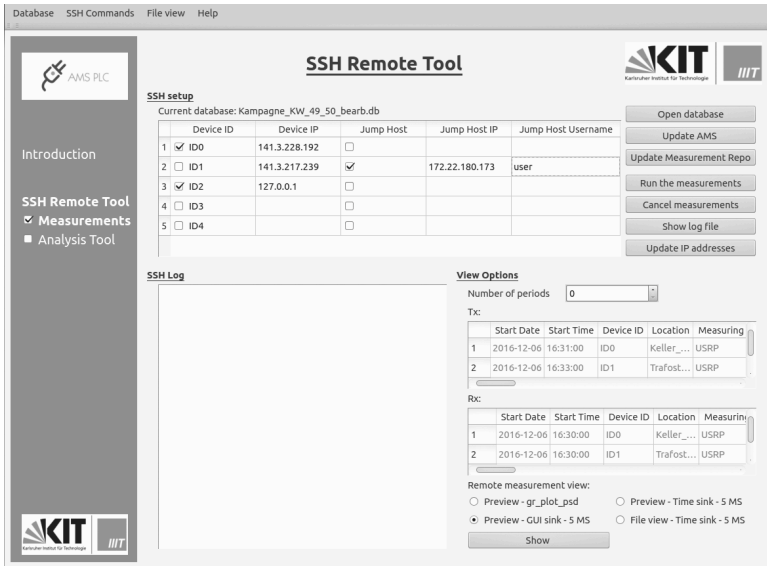 Database SSH Commands File view Help
AMS PLC
SSH Remote Tool
KIT
Karlsruher Institut für Technologie
IIIT
SSH setup
Current database: Kampagne_KW_49_50_bearb.db
Device ID Device IP Jump Host Jump Host IP Jump Host Username
1 ID0 141.3.228.192
2 ID1 141.3.217.239 172.22.180.173 user
3 ID2 127.0.0.1
4 ID3
5 ID4
Open database
Update AMS
Update Measurement Repo
Run the measurements
Cancel measurements
Show log file
Update IP addresses
Introduction
SSH Remote Tool
Measurements
Analysis Tool
SSH Log
View Options
Number of periods 0
Tx:
Start Date Start Time Device ID Location Measuring
1 2016-12-06 16:31:00 ID0 Keller_... USRP
2 2016-12-06 16:33:00 ID1 Trafost... USRP
Rx:
Start Date Start Time Device ID Location Measuring
1 2016-12-06 16:30:00 ID0 Keller_... USRP
2 2016-12-06 16:30:00 ID1 Trafost... USRP
Remote measurement view:
Preview - gr_plot_psd Preview - Time sink - 5 MS
Preview - GUI sink - 5 MS File view - Time sink - 5 MS
Show
KIT
Karlsruher Institut für Technologie
IIIT